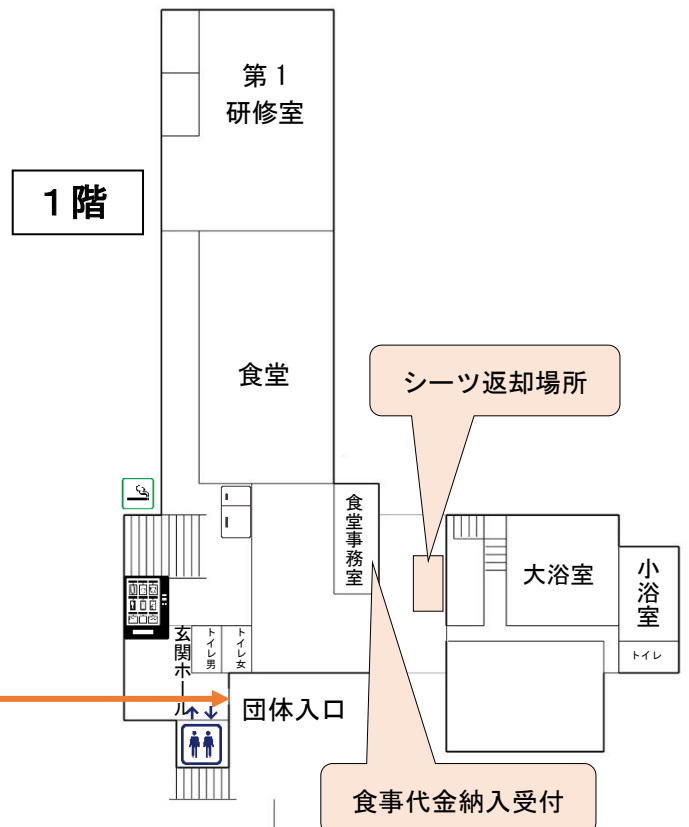 第1
研修室
1階
食堂
シーツ返却場所
食堂事務室
大浴室
小浴室
トイレ
トイレ男
トイレ女
玄関ホール
団体入口
食事代金納入受付